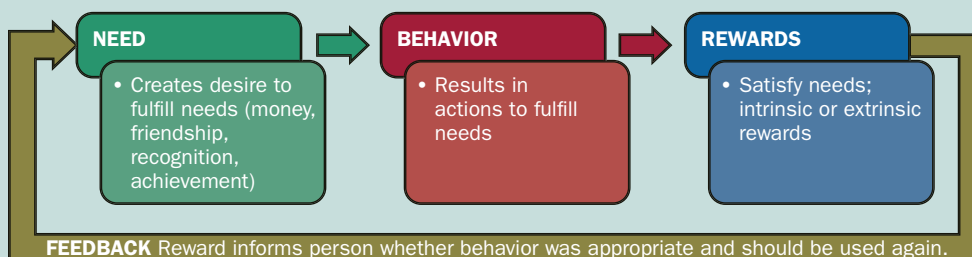 NEED
• Creates desire to
fulfill needs (money,
friendship,
recognition,
achievement)
BEHAVIOR
• Results in
actions to fulfill
needs
REWARDS
• Satisfy needs;
intrinsic or extrinsic
rewards
FEEDBACK Reward informs person whether behavior was appropriate and should be used again.